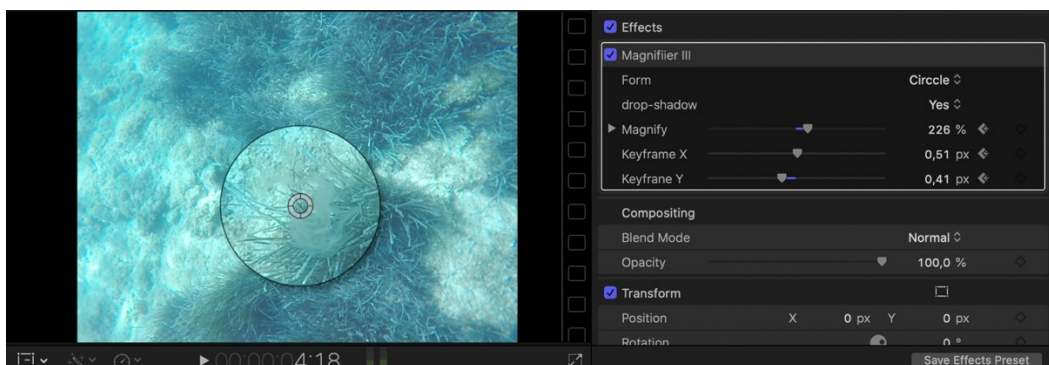 Effects
Magnifiier III
Form Circcle
drop-shadow Yes
Magnify 226 %
Keyframe X 0,51 px
Keyfrane Y 0,41 px
Compositing
Blend Mode Normal
Opacity 100,0 %
Transform
Position X 0 px Y 0 px
Rotation 0 °
00:00:04:18
Save Effects Preset